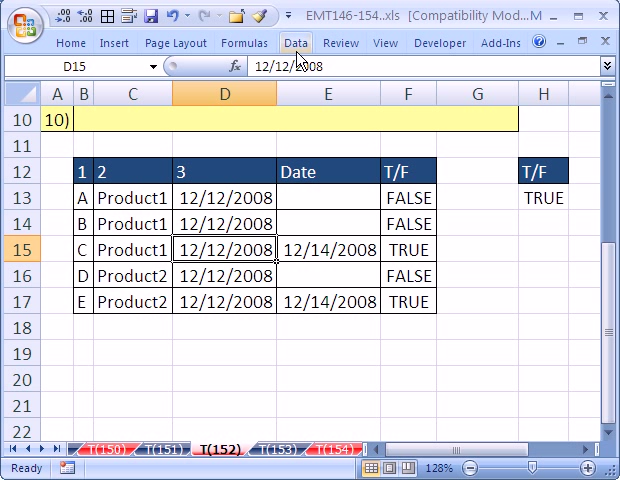 EMT146-154..xls [Compatibility Mod...M
Home Insert Page Layout Formulas Data Review View Developer Add-Ins
D15 fx 12/12/2008
A B C D E F G H
10 10)
11
12 1 2 3 Date T/F T/F
13 A Product1 12/12/2008 FALSE TRUE
14 B Product1 12/12/2008 FALSE
15 C Product1 12/12/2008 12/14/2008 TRUE
16 D Product2 12/12/2008 FALSE
17 E Product2 12/12/2008 12/14/2008 TRUE
18
19
20
21
22
T(150) T(151) T(152) T(153) T(154)
Ready 128%